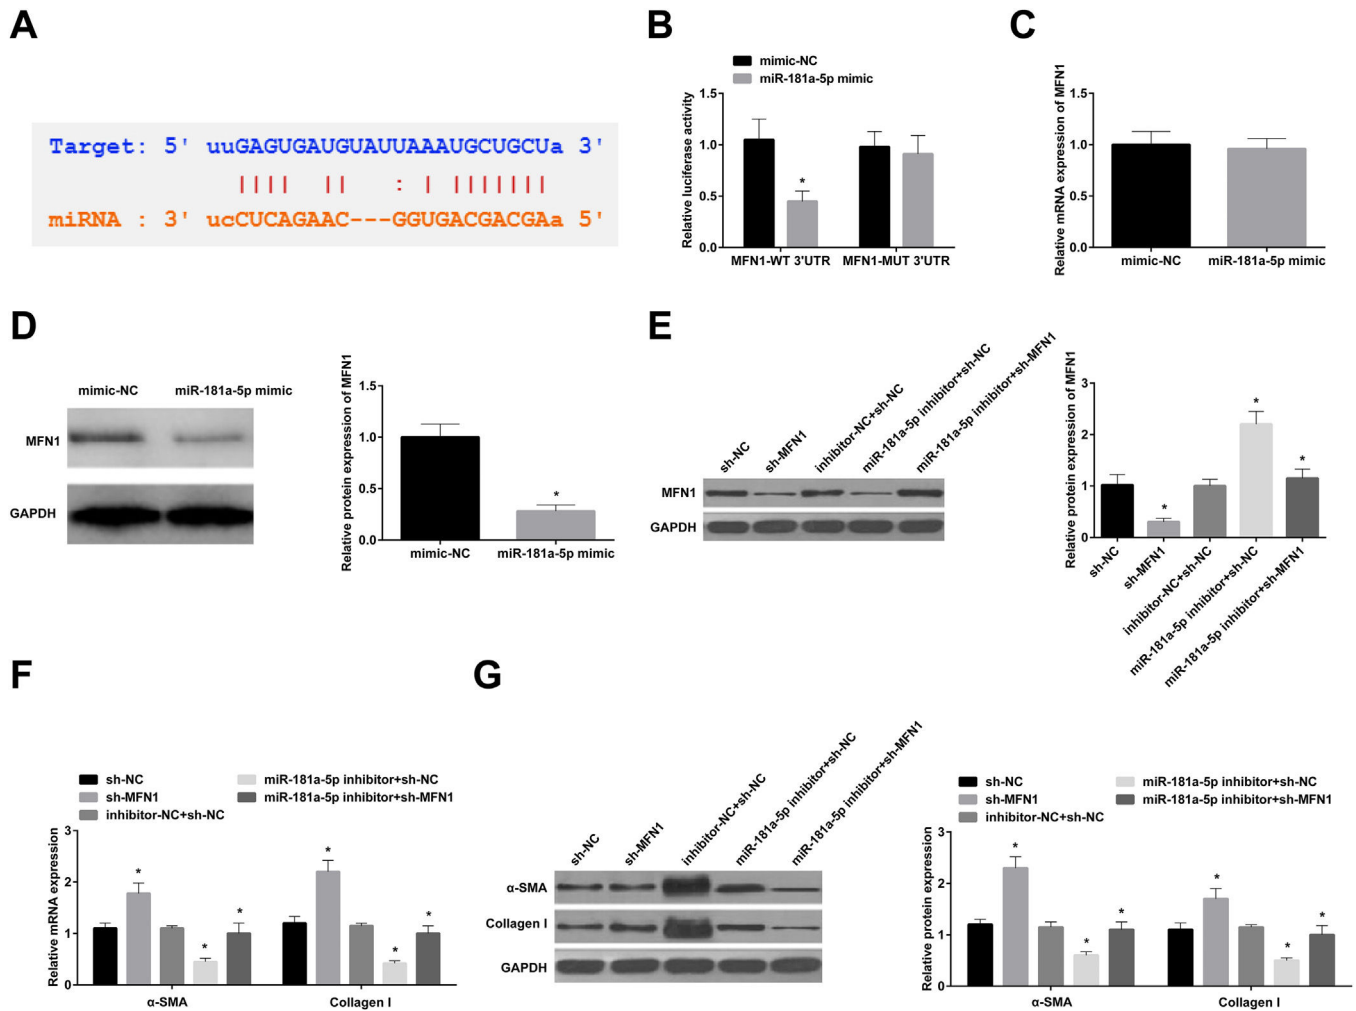 A
Target: 5' uuGAGUGAUGUAUUAAAUGCUGCUa 3'
|||| || : | |||||||
miRNA : 3' ucCUCAGAAC---GGUGACGACGAa 5'
B
mimic-NC
miR-181a-5p mimic
Relative luciferase activity
1.5
1.0
0.5
0.0
*
MFN1-WT 3'UTR
MFN1-MUT 3'UTR
C
Relative mRNA expression of MFN1
1.5
1.0
0.5
0.0
mimic-NC
miR-181a-5p mimic
D
mimic-NC
miR-181a-5p mimic
MFN1
GAPDH
Relative protein expression of MFN1
1.5
1.0
0.5
0.0
*
mimic-NC
miR-181a-5p mimic
E
sh-NC
sh-MFN1
inhibitor-NC+sh-NC
miR-181a-5p inhibitor+sh-NC
miR-181a-5p inhibitor+sh-MFN1
MFN1
GAPDH
Relative protein expression of MFN1
3
2
1
0
*
*
*
sh-NC
sh-MFN1
inhibitor-NC+sh-NC
miR-181a-5p inhibitor+sh-NC
miR-181a-5p inhibitor+sh-MFN1
F
sh-NC
sh-MFN1
inhibitor-NC+sh-NC
miR-181a-5p inhibitor+sh-NC
miR-181a-5p inhibitor+sh-MFN1
Relative mRNA expression
3
2
1
0
*
*
*
*
*
*
α-SMA
Collagen I
G
sh-NC
sh-MFN1
inhibitor-NC+sh-NC
miR-181a-5p inhibitor+sh-NC
miR-181a-5p inhibitor+sh-MFN1
α-SMA
Collagen I
GAPDH
sh-NC
sh-MFN1
inhibitor-NC+sh-NC
miR-181a-5p inhibitor+sh-NC
miR-181a-5p inhibitor+sh-MFN1
Relative protein expression
3
2
1
0
*
*
*
*
*
*
α-SMA
Collagen I